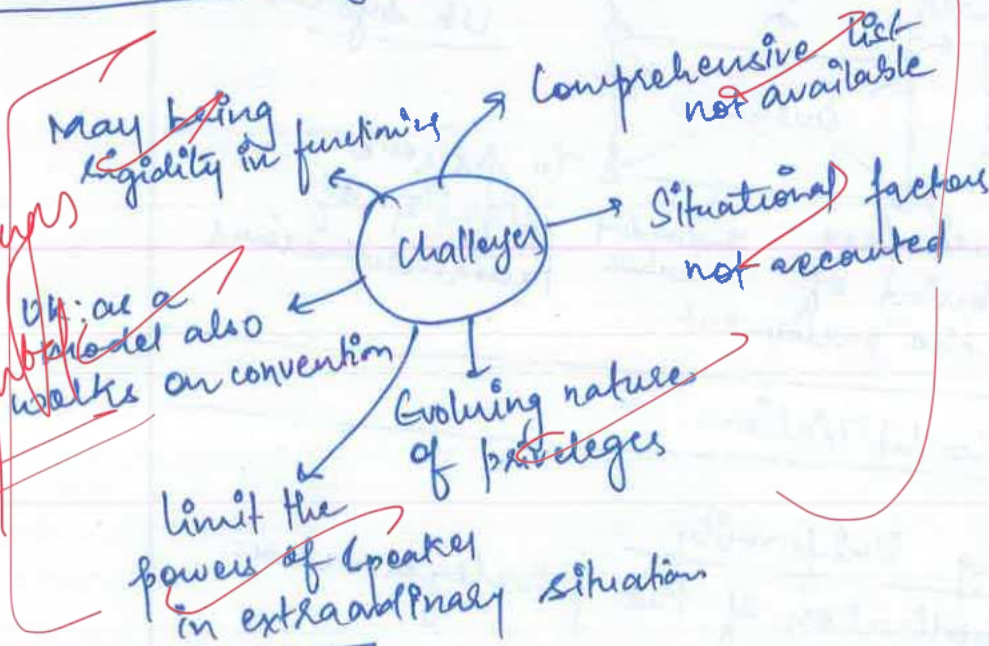 May being
rigidity in functioning
Comprehensive list
not available
Challenges
Situational factors
not accounted
UK: as a
model also
works on convention
Evolving nature
of privileges
limit the
powers of Speaker
in extraordinary situation